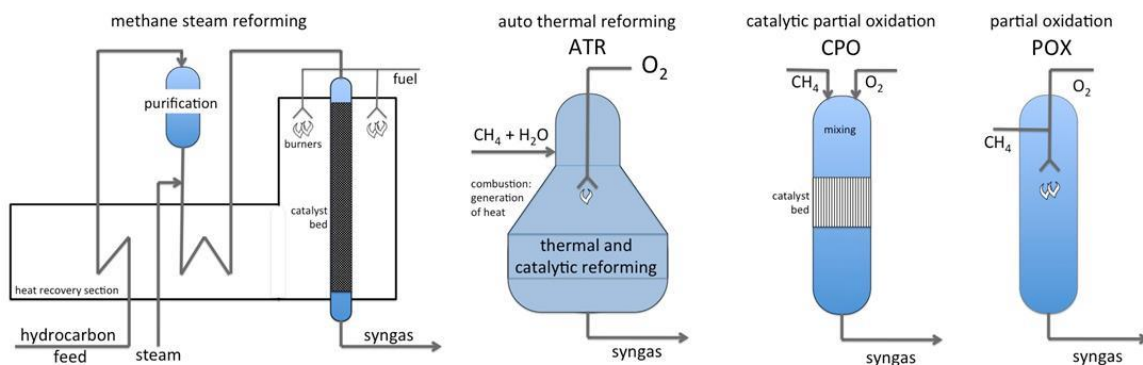 methane steam reforming
purification
fuel
burners
catalyst
bed
heat recovery section
hydrocarbon
feed
steam
syngas
auto thermal reforming
ATR
O₂
CH₄ + H₂O
combustion:
generation
of heat
thermal and
catalytic reforming
syngas
catalytic partial oxidation
CPO
CH₄
O₂
mixing
catalyst
bed
syngas
partial oxidation
POX
O₂
CH₄
syngas